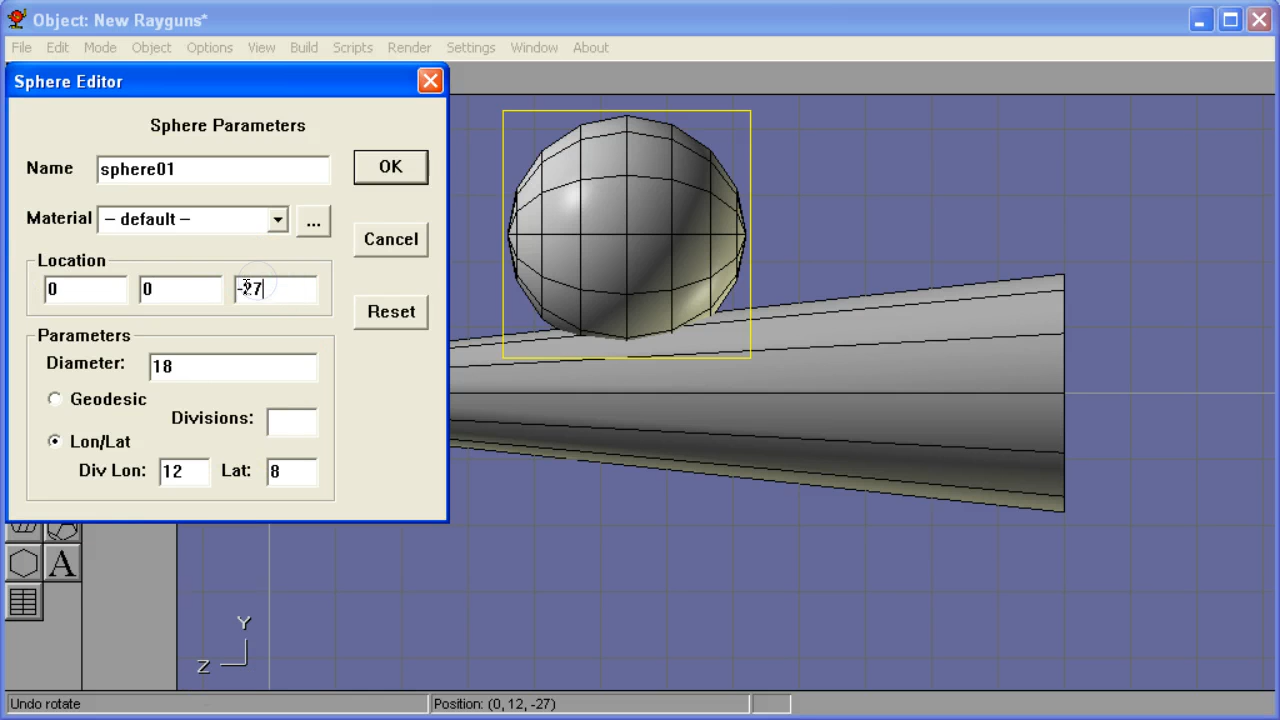 Object: New Rayguns*
File Edit Mode Object Options View Build Scripts Render Settings Window About
Sphere Editor
Sphere Parameters
Name sphere01 OK
Material -- default -- ...
Cancel
Location
0 0 -27
Reset
Parameters
Diameter: 18
Geodesic
Divisions:
Lon/Lat
Div Lon: 12 Lat: 8
A
Y
Z
Undo rotate Position: (0, 12, -27)